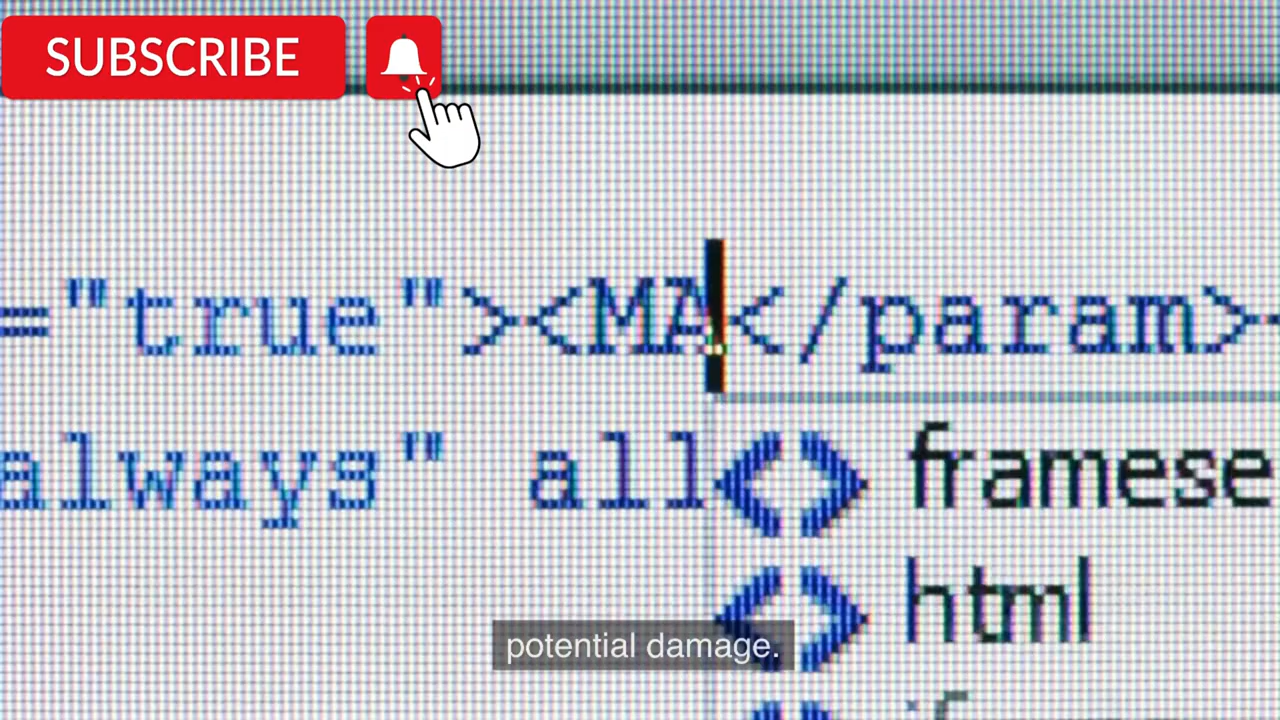 SUBSCRIBE
="true"><MA</param>
always" all
framese
html
potential damage.